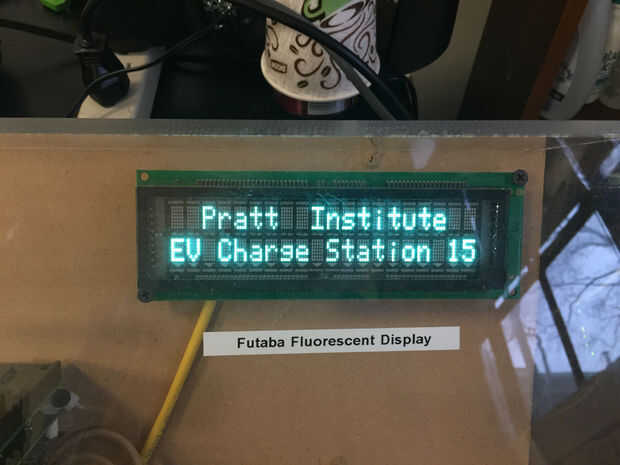 Pratt Institute
EV Charge Station 15
Futaba Fluorescent Display